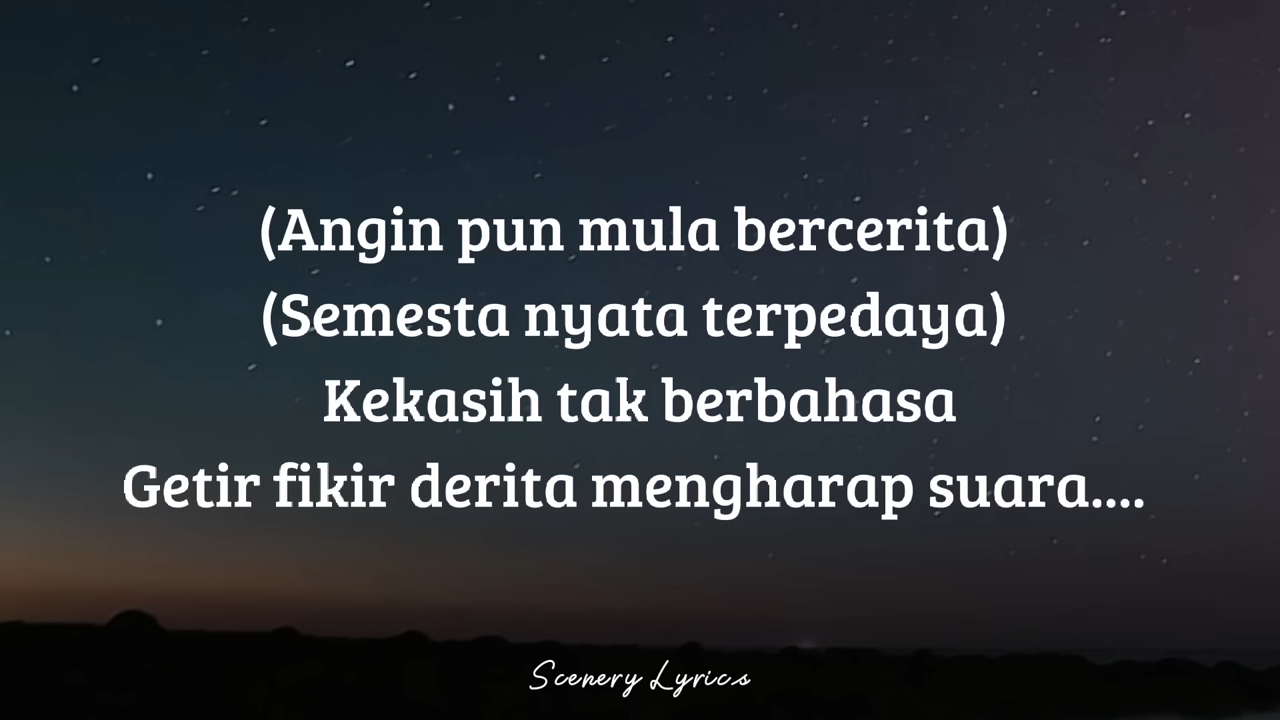 (Angin pun mula bercerita)
(Semesta nyata terpedaya)
Kekasih tak berbahasa
Getir fikir derita mengharap suara....
Scenery Lyrics